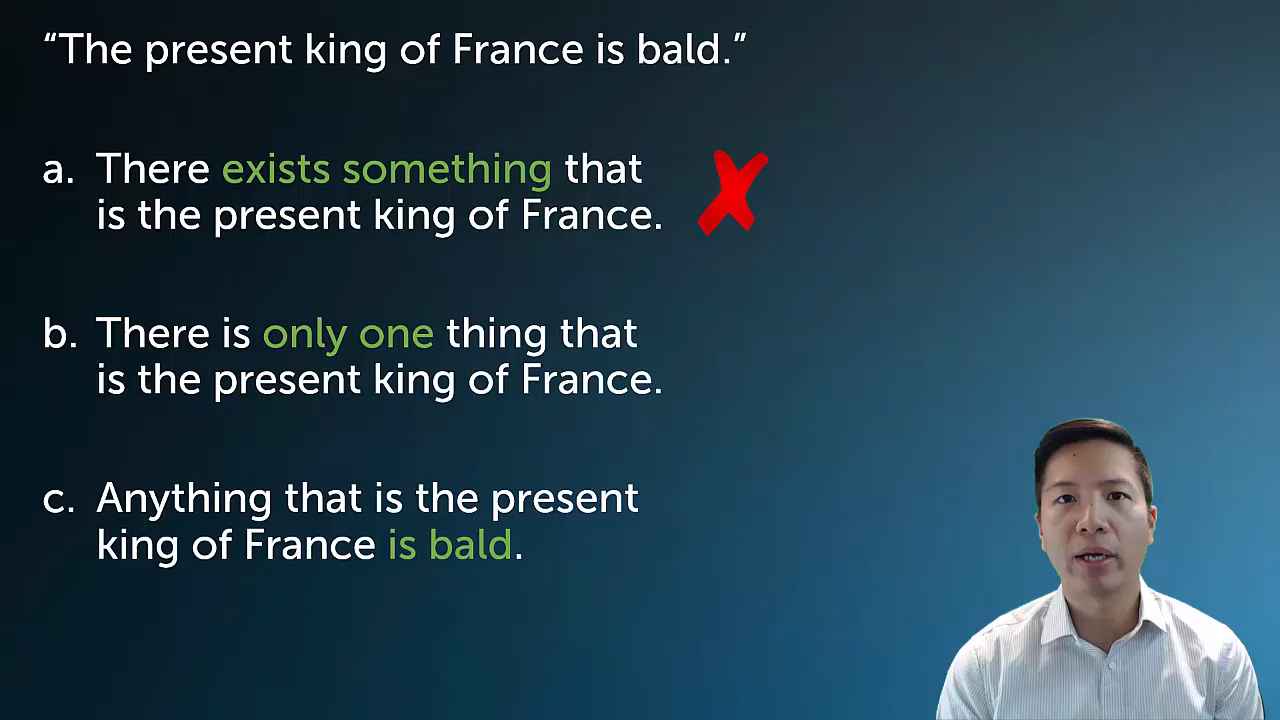 “The present king of France is bald.”
a. There exists something that
is the present king of France.
b. There is only one thing that
is the present king of France.
c. Anything that is the present
king of France is bald.